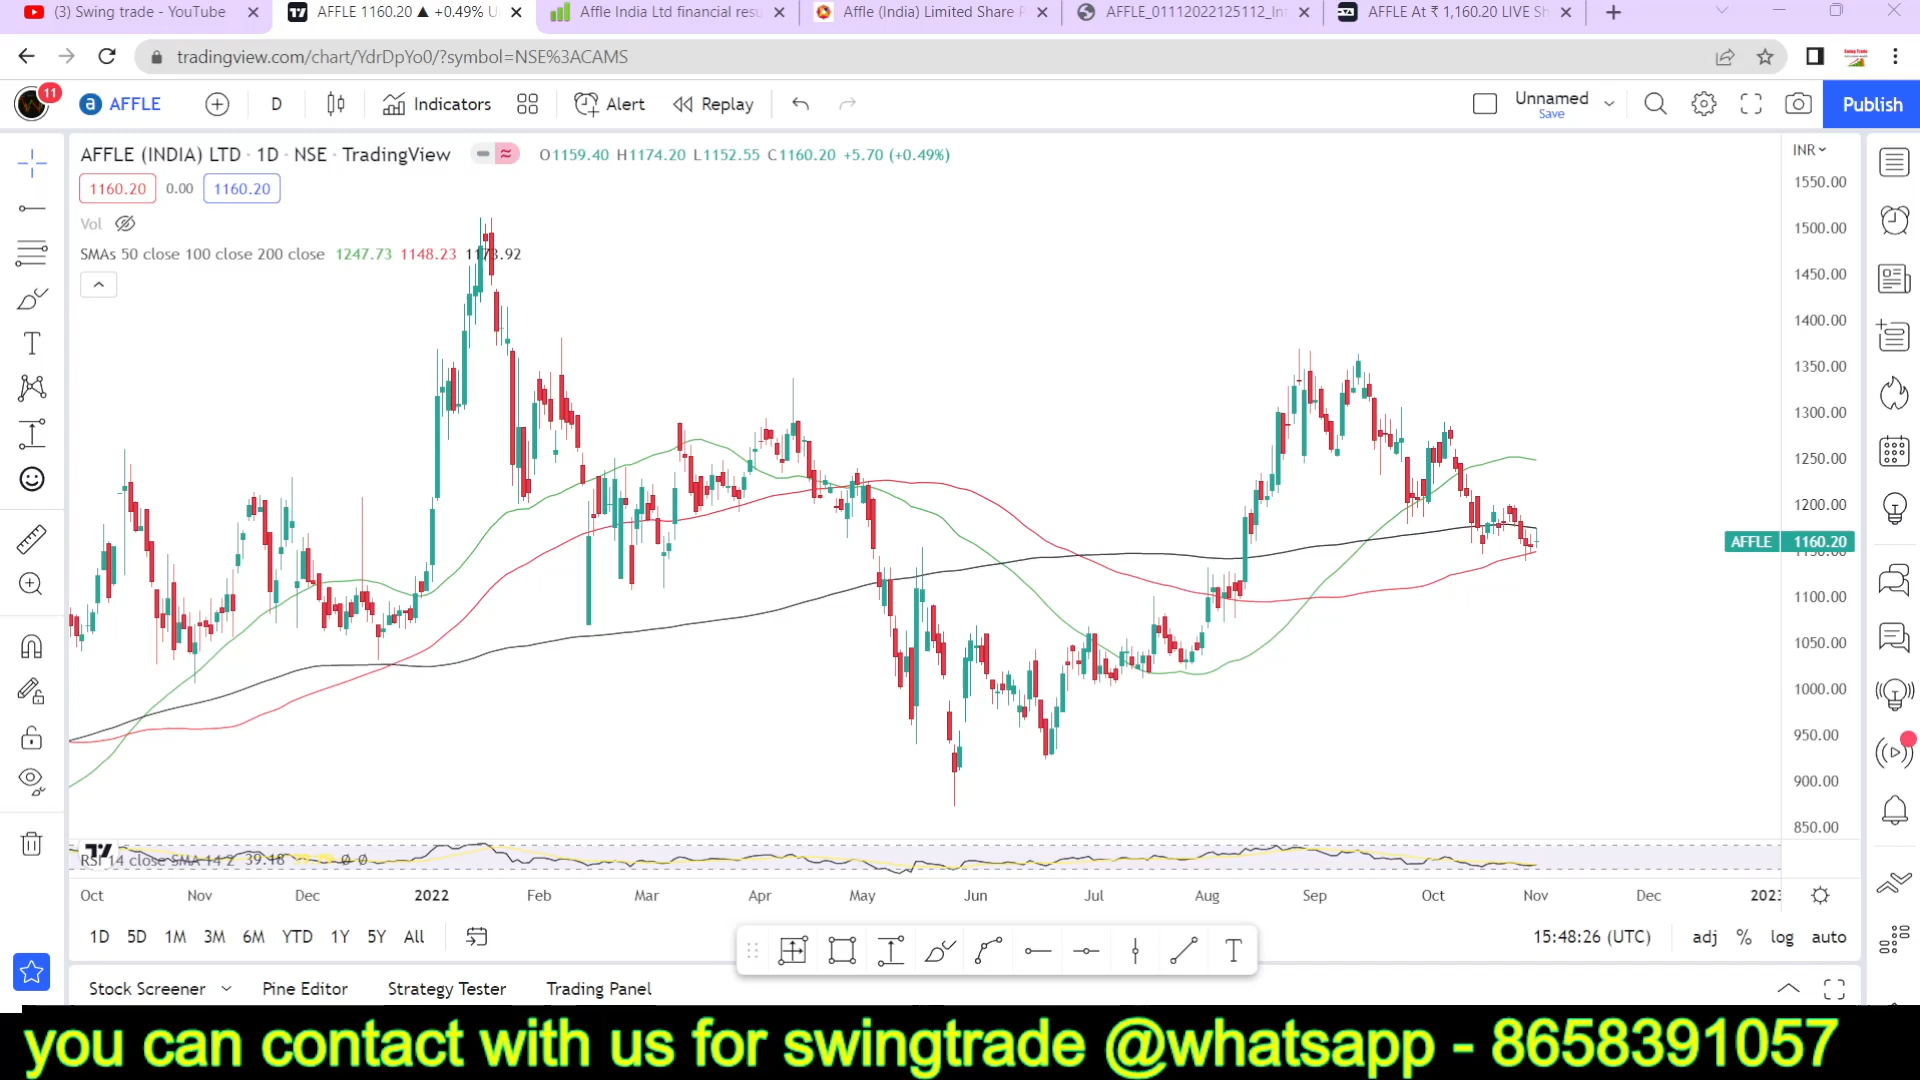 (3) Swing trade - YouTube
AFFLE 1160.20 ▲ +0.49% U
Affle India Ltd financial resu
Affle (India) Limited Share P
AFFLE_01112022125112_In
AFFLE At ₹ 1,160.20 LIVE Sh
tradingview.com/chart/YdrDpYo0/?symbol=NSE%3ACAMS
11
a AFFLE
D
Indicators
Alert
Replay
Unnamed
Save
Publish
AFFLE (INDIA) LTD · 1D · NSE · TradingView
O1159.40 H1174.20 L1152.55 C1160.20 +5.70 (+0.49%)
INR
1160.20 0.00 1160.20
Vol
SMAs 50 close 100 close 200 close 1247.73 1148.23 1173.92
1550.00
1500.00
1450.00
1400.00
1350.00
1300.00
1250.00
1200.00
AFFLE 1160.20
1150.00
1100.00
1050.00
1000.00
950.00
900.00
850.00
RSI 14 close SMA 14 2 39.18 Ø Ø
Oct Nov Dec 2022 Feb Mar Apr May Jun Jul Aug Sep Oct Nov Dec 2023
1D 5D 1M 3M 6M YTD 1Y 5Y All
15:48:26 (UTC) adj % log auto
Stock Screener Pine Editor Strategy Tester Trading Panel
you can contact with us for swingtrade @whatsapp - 8658391057